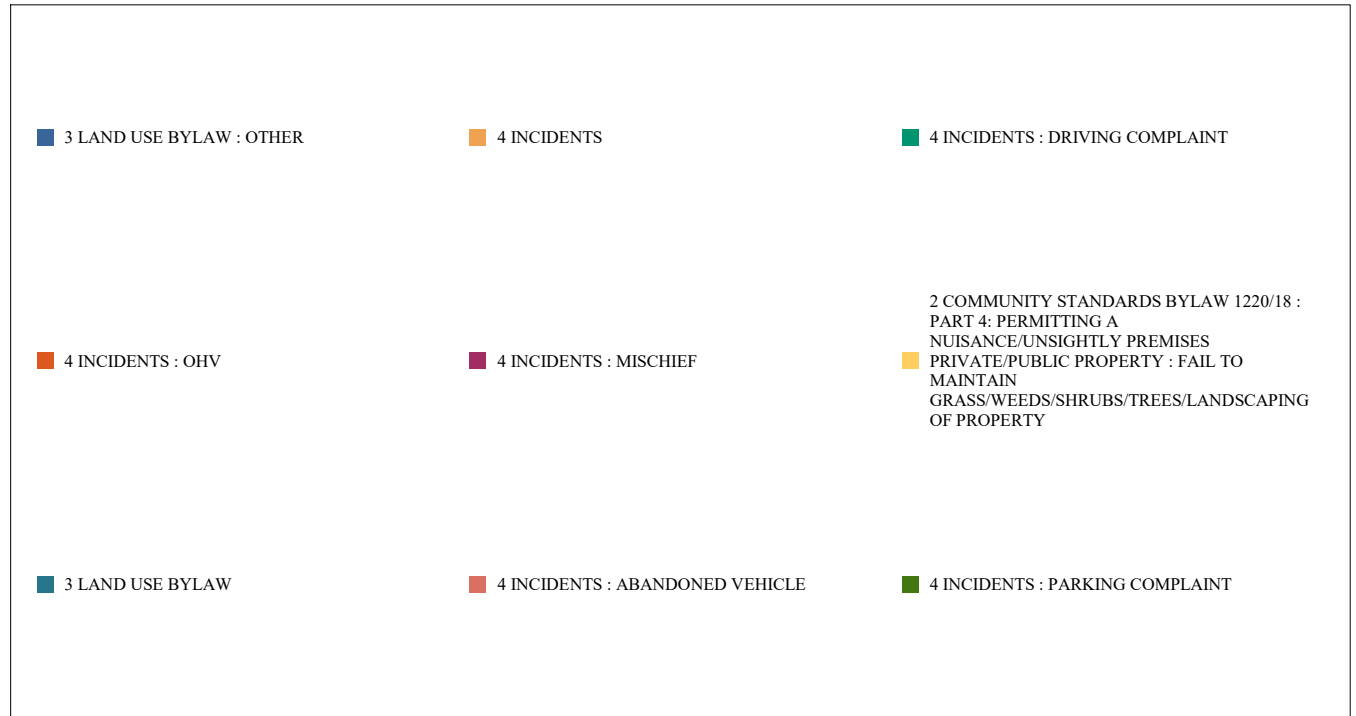 3 LAND USE BYLAW : OTHER
4 INCIDENTS
4 INCIDENTS : DRIVING COMPLAINT
4 INCIDENTS : OHV
4 INCIDENTS : MISCHIEF
2 COMMUNITY STANDARDS BYLAW 1220/18 :
PART 4: PERMITTING A
NUISANCE/UNSIGHTLY PREMISES
PRIVATE/PUBLIC PROPERTY : FAIL TO
MAINTAIN
GRASS/WEEDS/SHRUBS/TREES/LANDSCAPING
OF PROPERTY
3 LAND USE BYLAW
4 INCIDENTS : ABANDONED VEHICLE
4 INCIDENTS : PARKING COMPLAINT